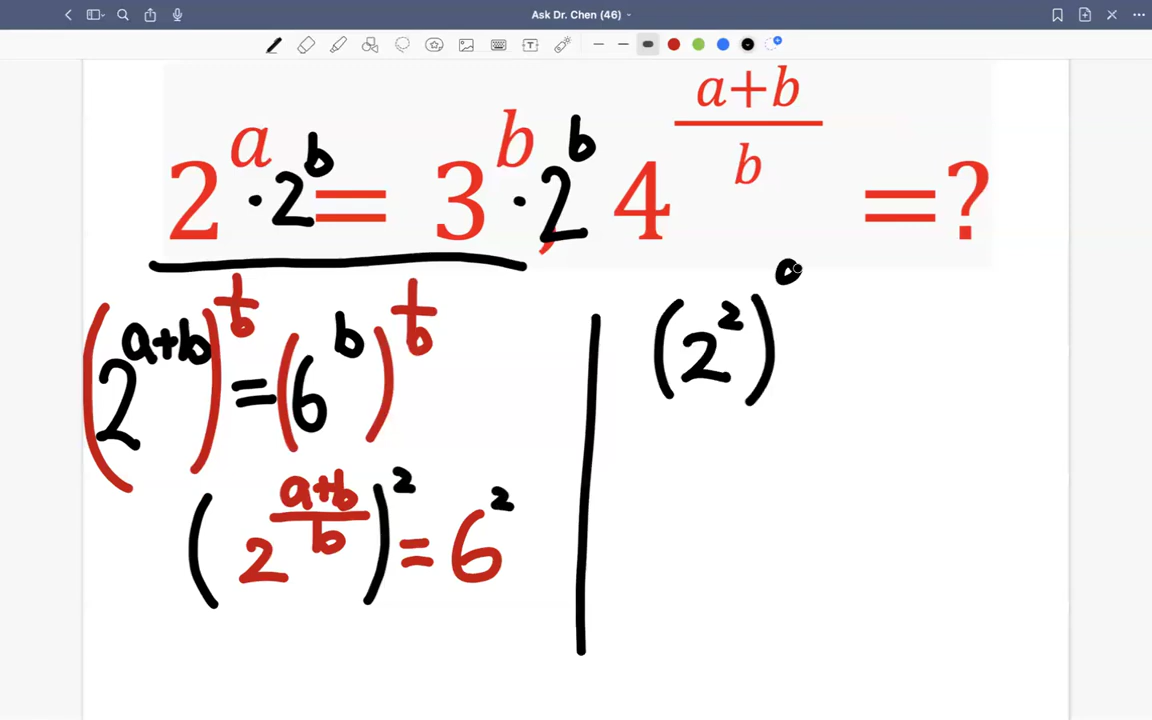 Ask Dr. Chen (46)
2^a · 2^b = 3^b · 2^b , 4^((a+b)/b) = ?
(2^(a+b))^(1/b) = (6^b)^(1/b)
(2^((a+b)/b))^2 = 6^2
(2^2)